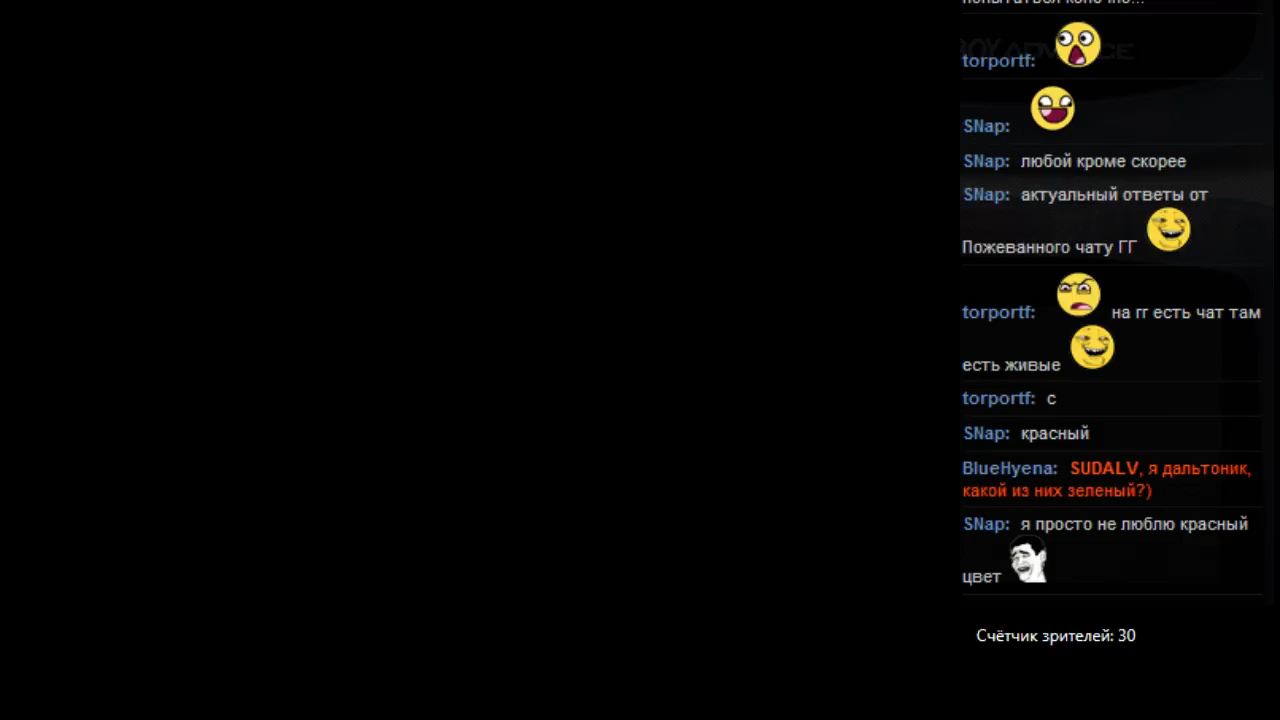 torportf:
SNap:
SNap: любой кроме скорее
SNap: актуальный ответы от
Пожеванного чату ГГ
torportf: на гг есть чат там
есть живые
torportf: с
SNap: красный
BlueHyena: SUDALV, я дальтоник,
какой из них зеленый?)
SNap: я просто не люблю красный
цвет
Счётчик зрителей: 30